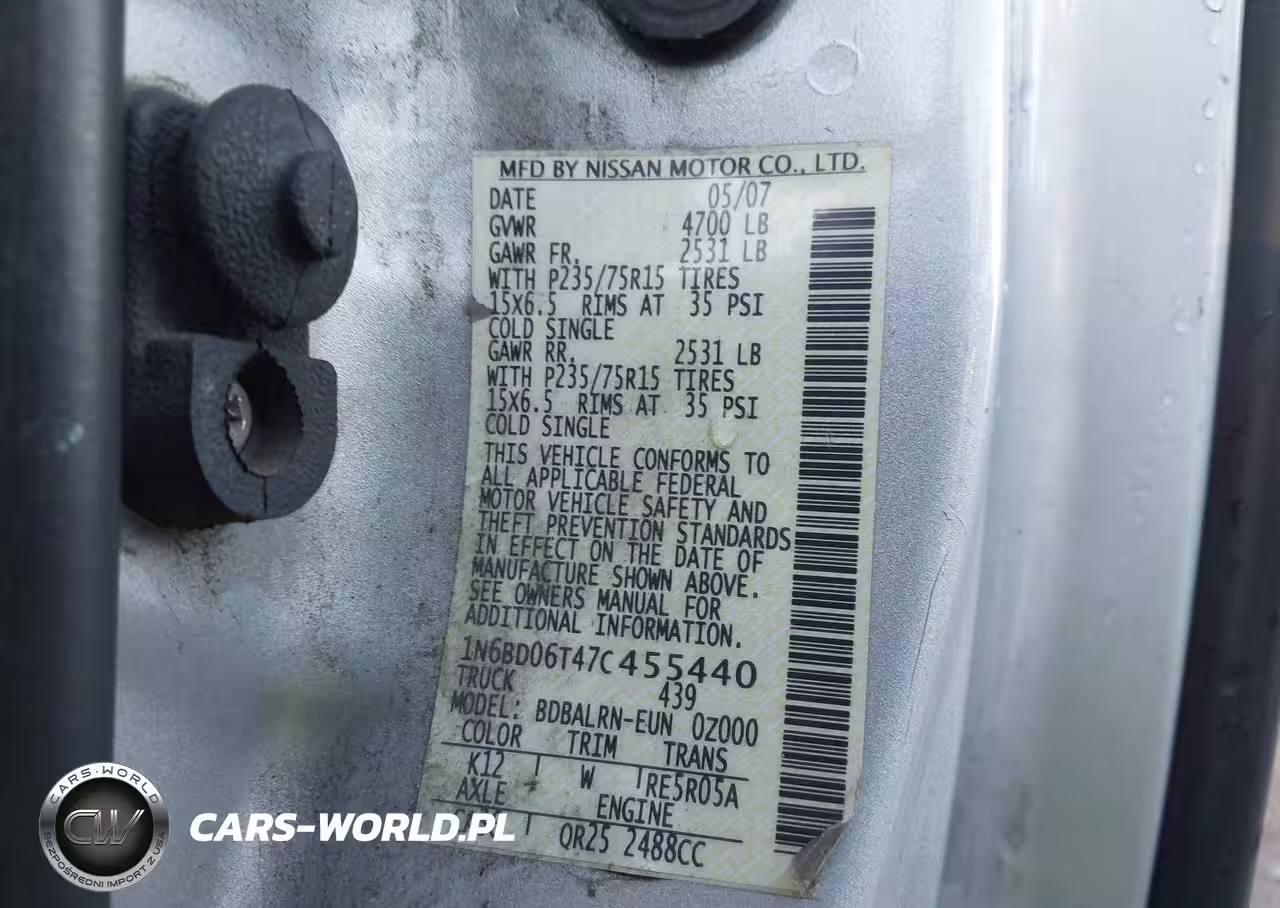 MFD BY NISSAN MOTOR CO., LTD.
DATE 05/07
GVWR 4700 LB
GAWR FR. 2531 LB
WITH P235/75R15 TIRES
15X6.5 RIMS AT 35 PSI
COLD SINGLE
GAWR RR. 2531 LB
WITH P235/75R15 TIRES
15X6.5 RIMS AT 35 PSI
COLD SINGLE
THIS VEHICLE CONFORMS TO
ALL APPLICABLE FEDERAL
MOTOR VEHICLE SAFETY AND
THEFT PREVENTION STANDARDS
IN EFFECT ON THE DATE OF
MANUFACTURE SHOWN ABOVE.
SEE OWNERS MANUAL FOR
ADDITIONAL INFORMATION.
1N6BD06T47C455440
TRUCK 439
MODEL: BDBALRN-EUN 0Z000
COLOR TRIM TRANS
K12 W RE5R05A
AXLE ENGINE
QR25 2488CC
CARS-WORLD
CW
BEZPOŚREDNI IMPORT Z USA
CARS-WORLD.PL